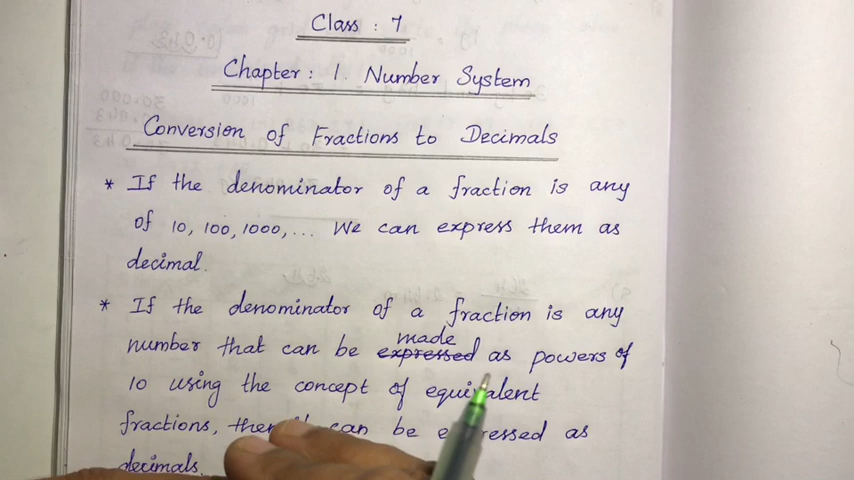 Class : 7
Chapter : 1. Number System
Conversion of Fractions to Decimals
* If the denominator of a fraction is any
of 10, 100, 1000, ... We can express them as
decimal.
* If the denominator of a fraction is any
made
number that can be expressed as powers of
10 using the concept of equivalent
fractions, then can be expressed as
decimals.